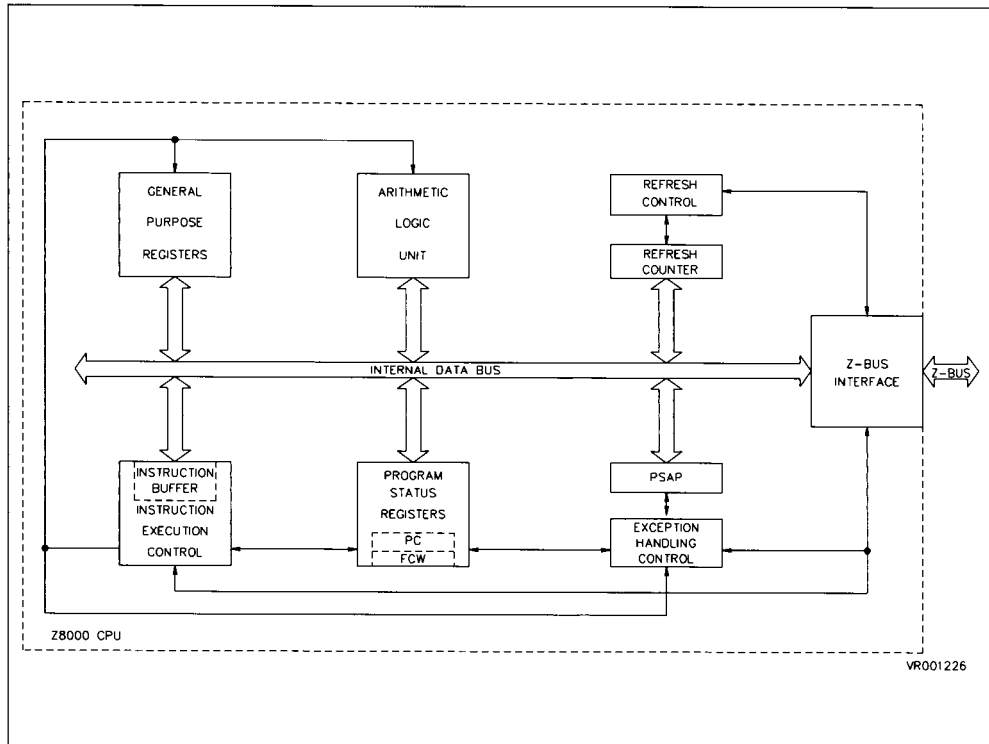 GENERAL
PURPOSE
REGISTERS
ARITHMETIC
LOGIC
UNIT
REFRESH
CONTROL
REFRESH
COUNTER
INTERNAL DATA BUS
Z-BUS
INTERFACE
Z-BUS
INSTRUCTION
BUFFER
INSTRUCTION
EXECUTION
CONTROL
PROGRAM
STATUS
REGISTERS
PC
FCW
PSAP
EXCEPTION
HANDLING
CONTROL
Z8000 CPU
VR001226